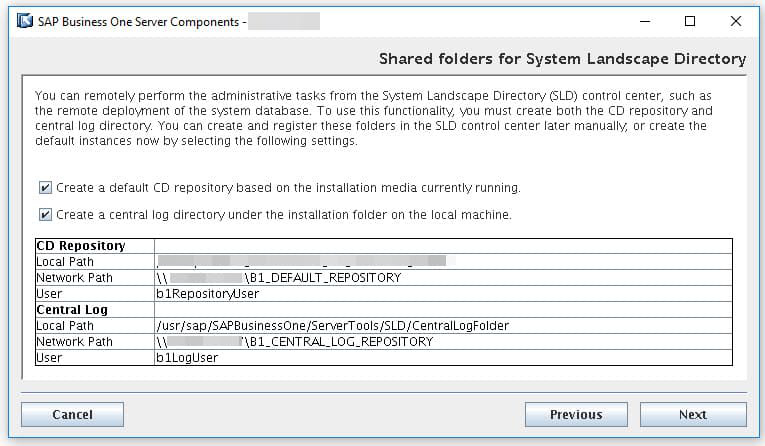 SAP Business One Server Components -
Shared folders for System Landscape Directory
You can remotely perform the administrative tasks from the System Landscape Directory (SLD) control center, such as
the remote deployment of the system database. To use this functionality, you must create both the CD repository and
central log directory. You can create and register these folders in the SLD control center later manually, or create the
default instances now by selecting the following settings.
Create a default CD repository based on the installation media currently running.
Create a central log directory under the installation folder on the local machine.
CD Repository
Local Path
Network Path \\ \B1_DEFAULT_REPOSITORY
User b1RepositoryUser
Central Log
Local Path /usr/sap/SAPBusinessOne/ServerTools/SLD/CentralLogFolder
Network Path \\ \B1_CENTRAL_LOG_REPOSITORY
User b1LogUser
Cancel Previous Next